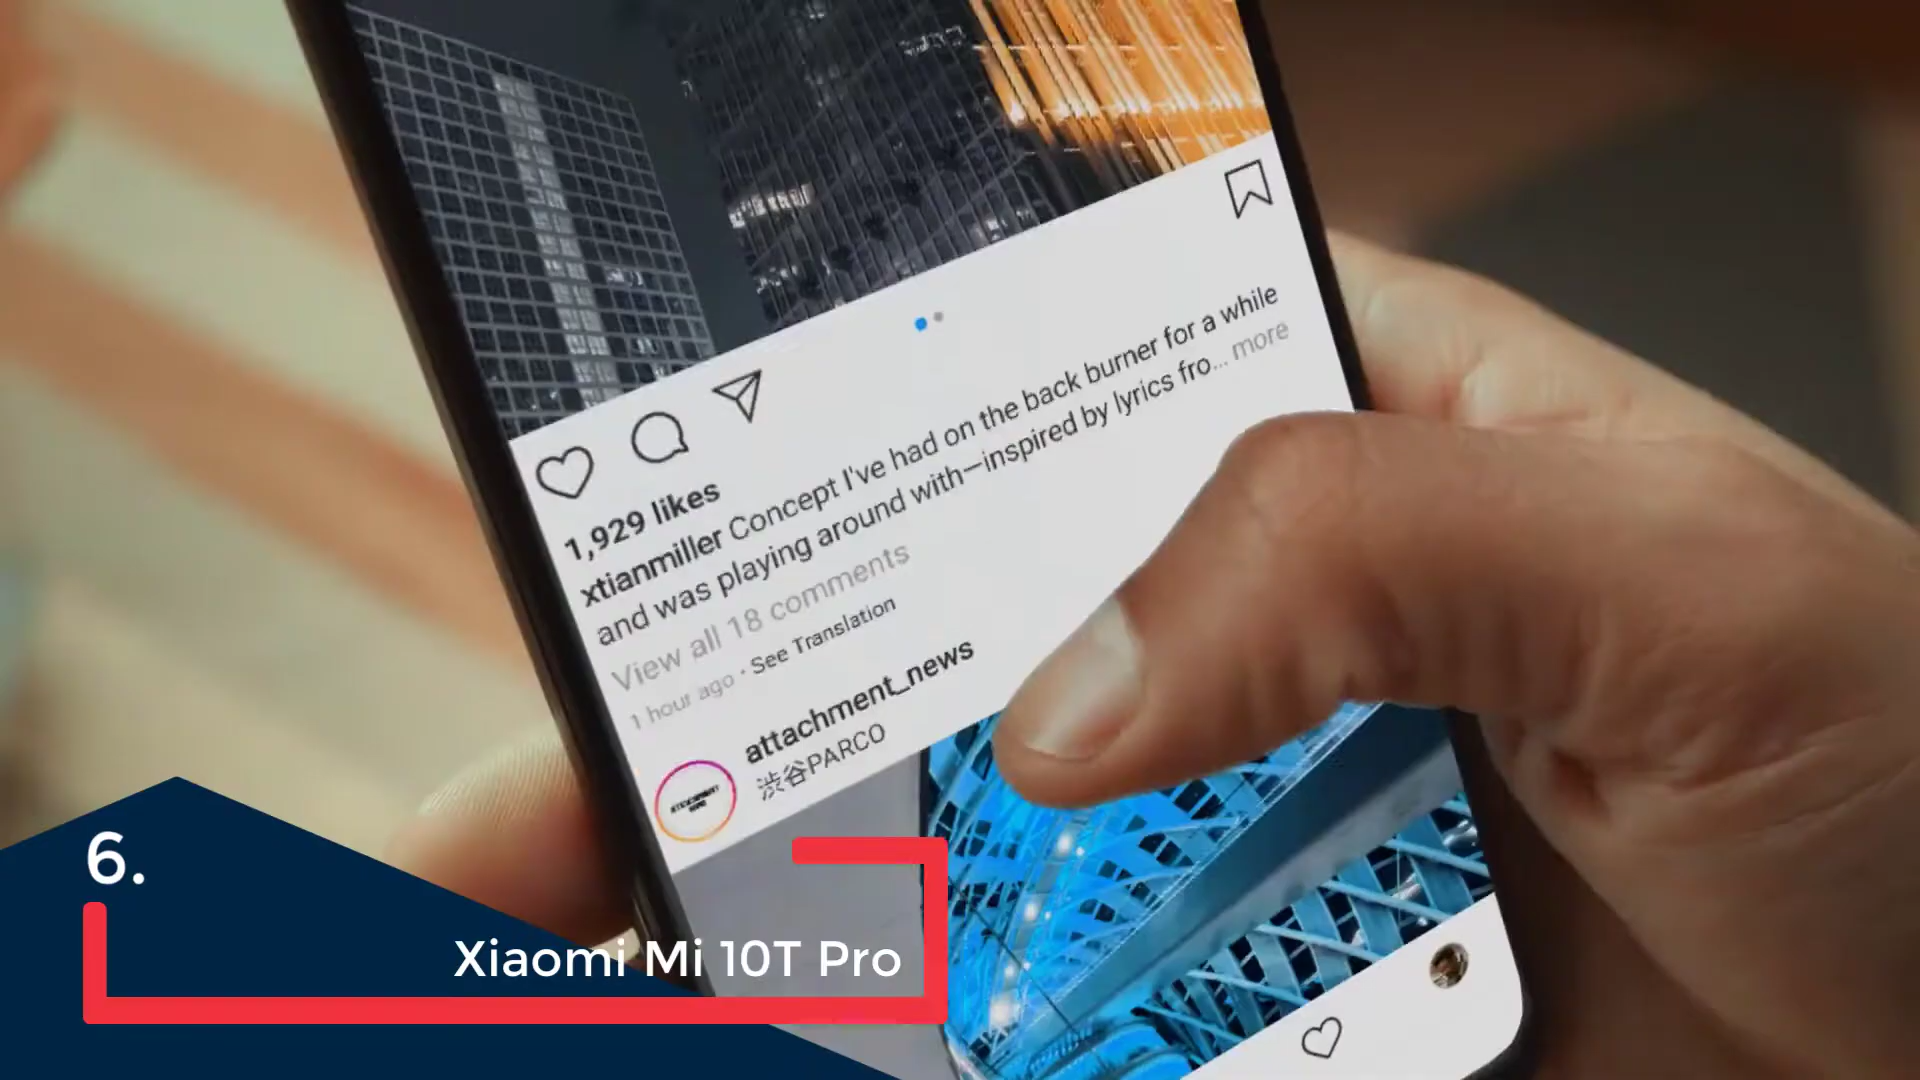 1,929 likes
xtianmiller Concept I've had on the back burner for a while
and was playing around with—inspired by lyrics fro... more
View all 18 comments
1 hour ago · See Translation
attachment_news
渋谷PARCO
6.
Xiaomi Mi 10T Pro